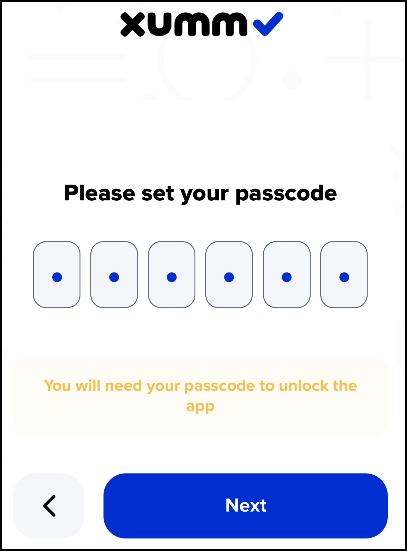 xumm
Please set your passcode
You will need your passcode to unlock the
app
Next